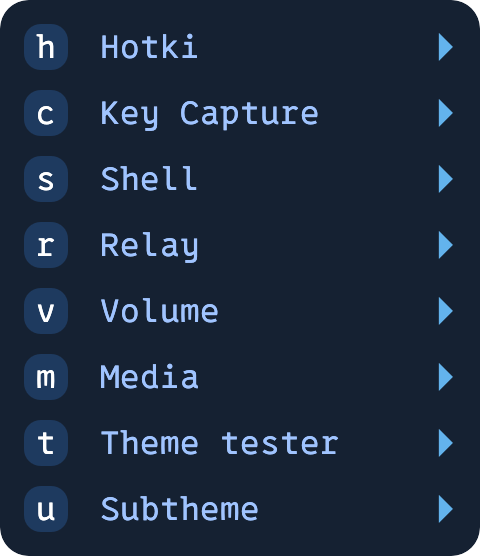 h Hotki
c Key Capture
s Shell
r Relay
v Volume
m Media
t Theme tester
u Subtheme